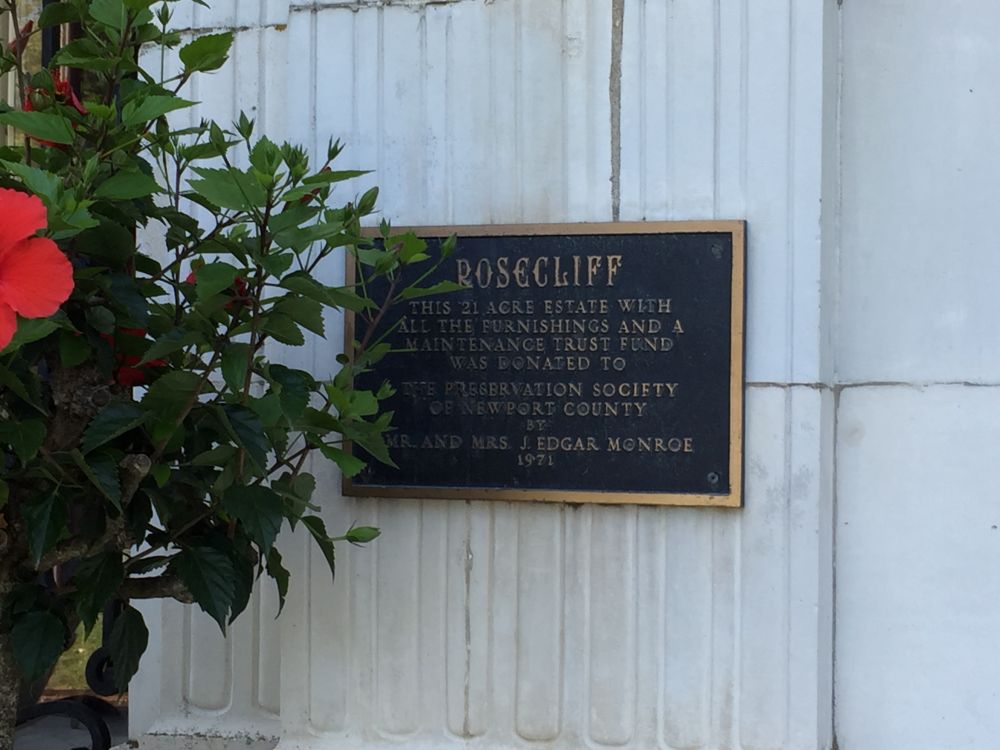 ROSECLIFF
THIS 21 ACRE ESTATE WITH
ALL THE FURNISHINGS AND A
MAINTENANCE TRUST FUND
WAS DONATED TO
THE PRESERVATION SOCIETY
OF NEWPORT COUNTY
BY
MR. AND MRS. J. EDGAR MONROE
1971